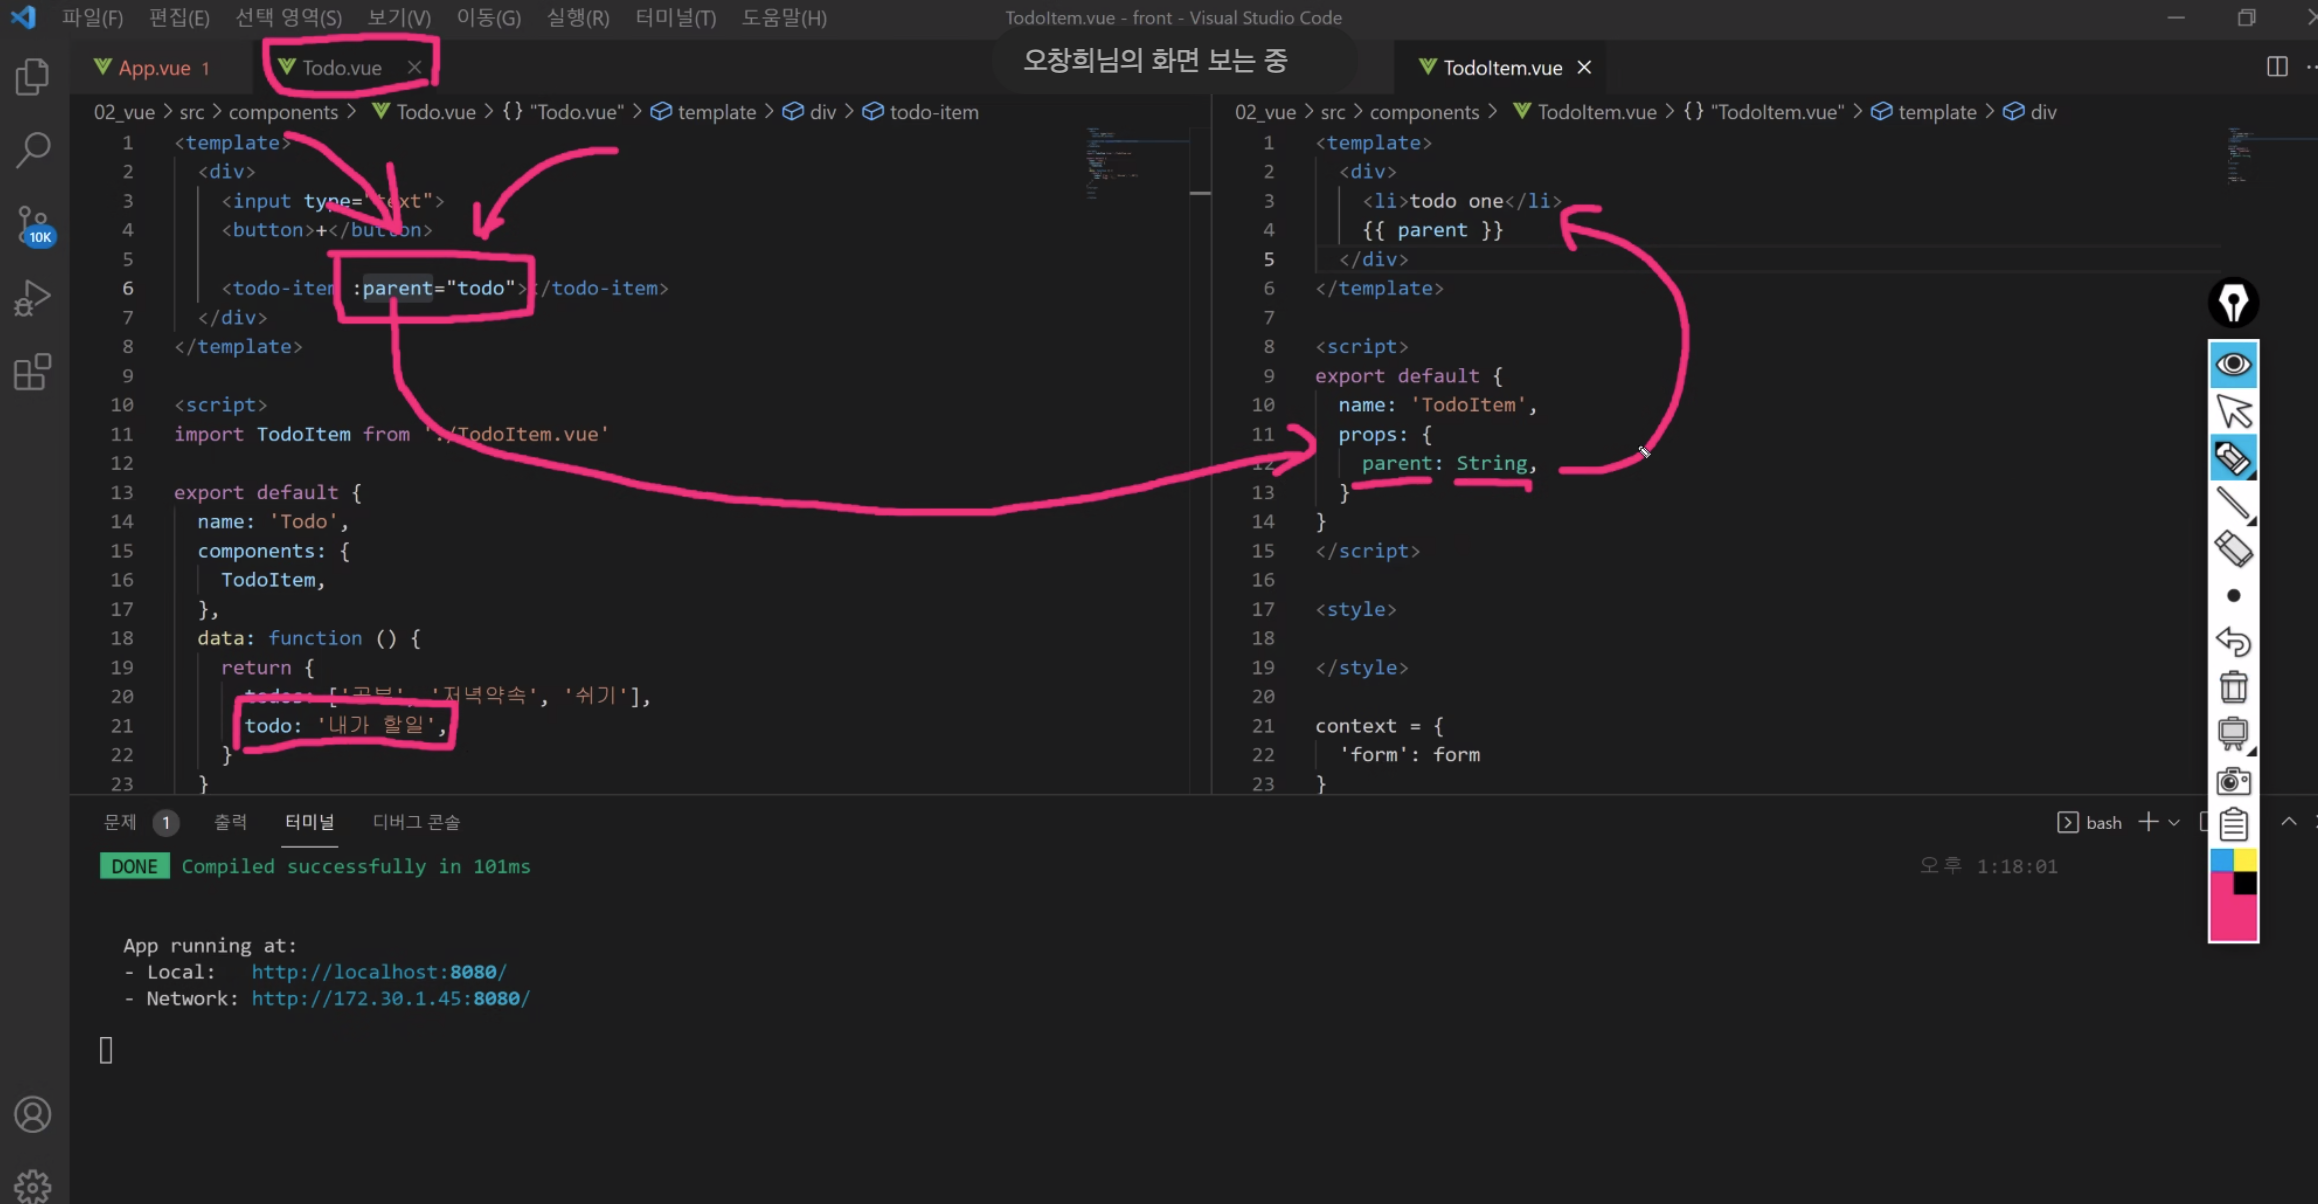 파일(F) 편집(E) 선택 영역(S) 보기(V) 이동(G) 실행(R) 터미널(T) 도움말(H) TodoItem.vue - front - Visual Studio Code
오창희님의 화면 보는 중
App.vue 1 Todo.vue
TodoItem.vue
02_vue > src > components > Todo.vue > {} "Todo.vue" > template > div > todo-item
1 <template>
2 <div>
3 <input type="text">
4 <button>+</button>
5
6 <todo-item :parent="todo"></todo-item>
7 </div>
8 </template>
9
10 <script>
11 import TodoItem from './TodoItem.vue'
12
13 export default {
14 name: 'Todo',
15 components: {
16 TodoItem,
17 },
18 data: function () {
19 return {
20 todos: ['공부', '저녁약속', '쉬기'],
21 todo: '내가 할일',
22 }
23 }
02_vue > src > components > TodoItem.vue > {} "TodoItem.vue" > template > div
1 <template>
2 <div>
3 <li>todo one</li>
4 {{ parent }}
5 </div>
6 </template>
7
8 <script>
9 export default {
10 name: 'TodoItem',
11 props: {
12 parent: String,
13 }
14 }
15 </script>
16
17 <style>
18
19 </style>
20
21 context = {
22 'form': form
23 }
10K
문제 1 출력 터미널 디버그 콘솔
bash
DONE Compiled successfully in 101ms
오후 1:18:01
App running at:
- Local: http://localhost:8080/
- Network: http://172.30.1.45:8080/